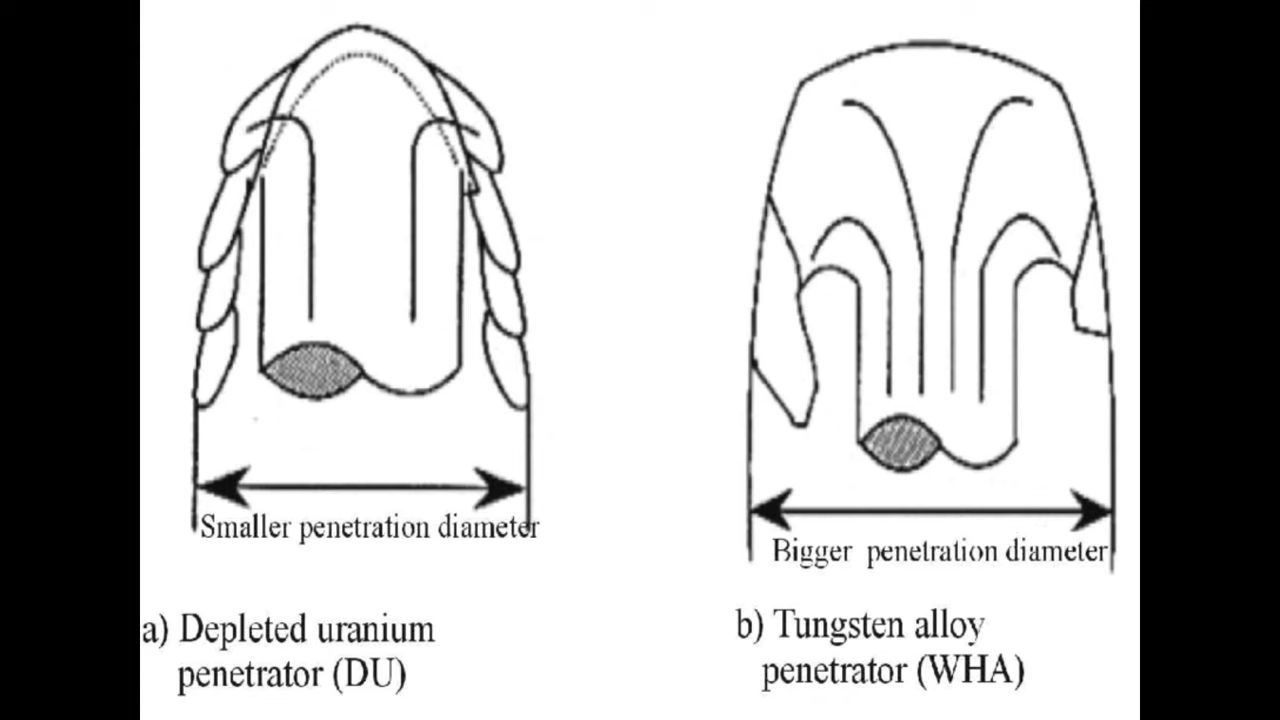 Smaller penetration diameter
Bigger penetration diameter
a) Depleted uranium
penetrator (DU)
b) Tungsten alloy
penetrator (WHA)